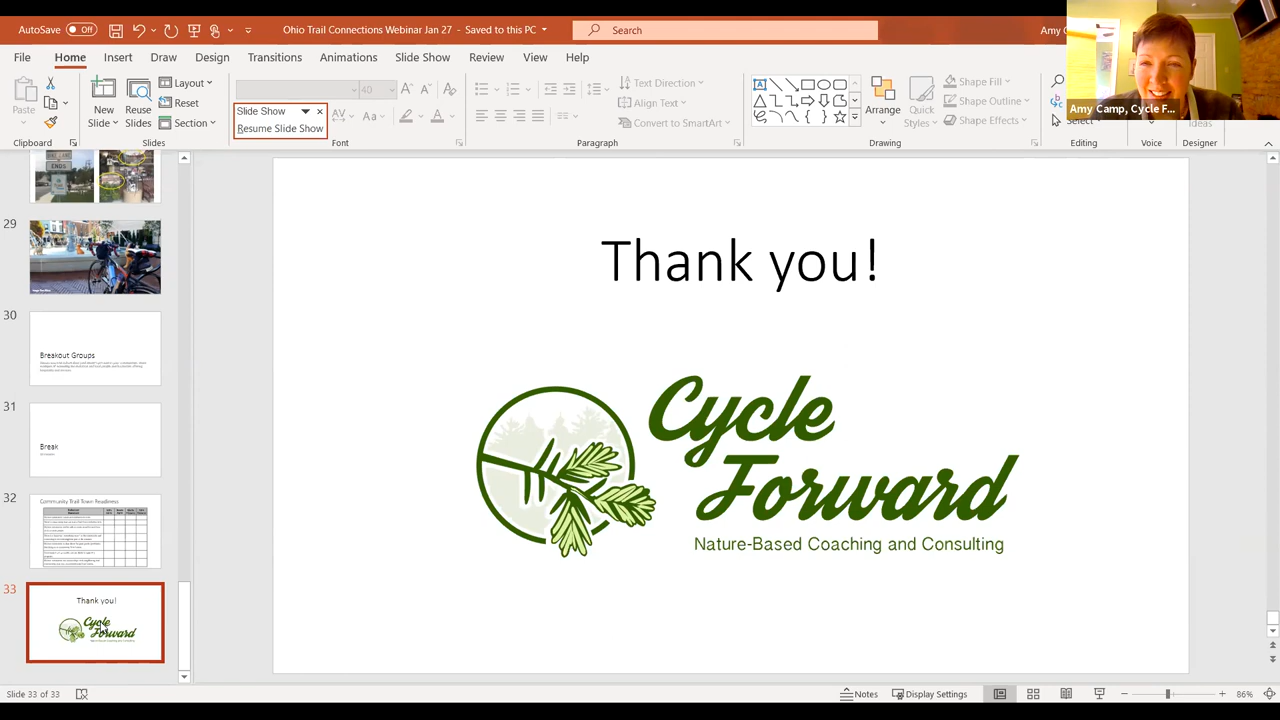 AutoSave Off
Ohio Trail Connections Webinar Jan 27 - Saved to this PC
Search
Amy
Amy Camp, Cycle F...
File Home Insert Draw Design Transitions Animations Slide Show Review View Help
Paste
New Slide
Reuse Slides
Layout
Reset
Section
Slide Show
Resume Slide Show
40
Text Direction
Align Text
Convert to SmartArt
Arrange
Quick Styles
Shape Fill
Shape Outline
Shape Effects
Select
Ideas
Clipboard Slides Font Paragraph Drawing Editing Voice Designer
ENDS
29
30
Breakout Groups
31
Break
32
Community Trail Town Readiness
33
Thank you!
Cycle
Forward
Thank you!
Cycle
Forward
Nature-Based Coaching and Consulting
Slide 33 of 33
Notes
Display Settings
86%